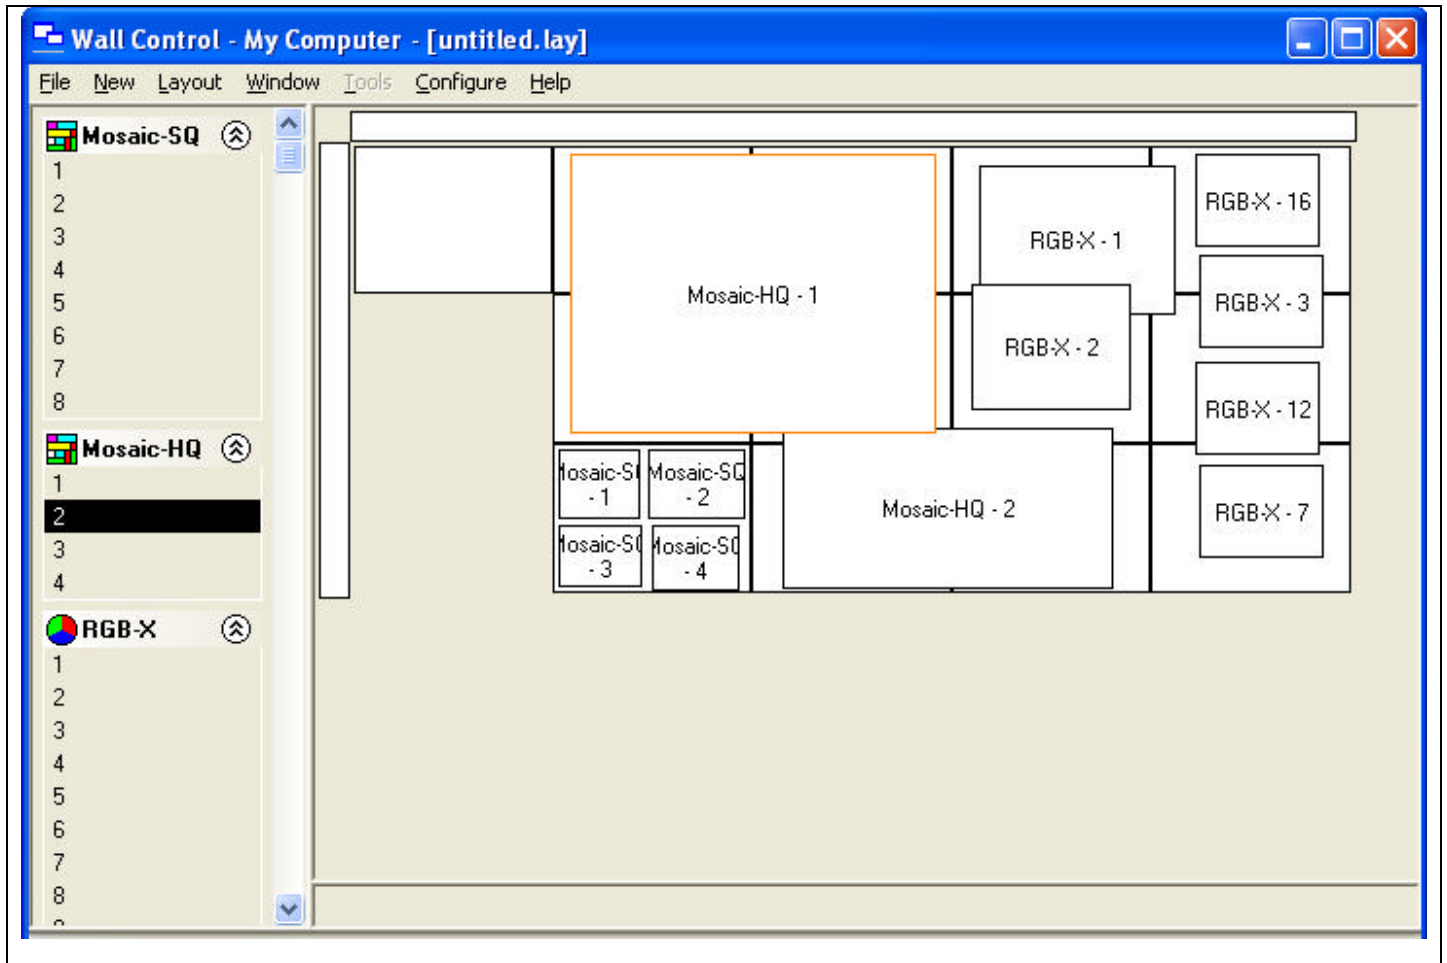 Wall Control - My Computer - [untitled.lay]
File New Layout Window Tools Configure Help
Mosaic-SQ
1
2
3
4
5
6
7
8
Mosaic-HQ
1
2
3
4
RGB-X
1
2
3
4
5
6
7
8
Mosaic-HQ - 1
RGB-X - 1
RGB-X - 16
RGB-X - 2
RGB-X - 3
RGB-X - 12
- 1
Mosaic-SQ
- 2
- 3
- 4
Mosaic-HQ - 2
RGB-X - 7